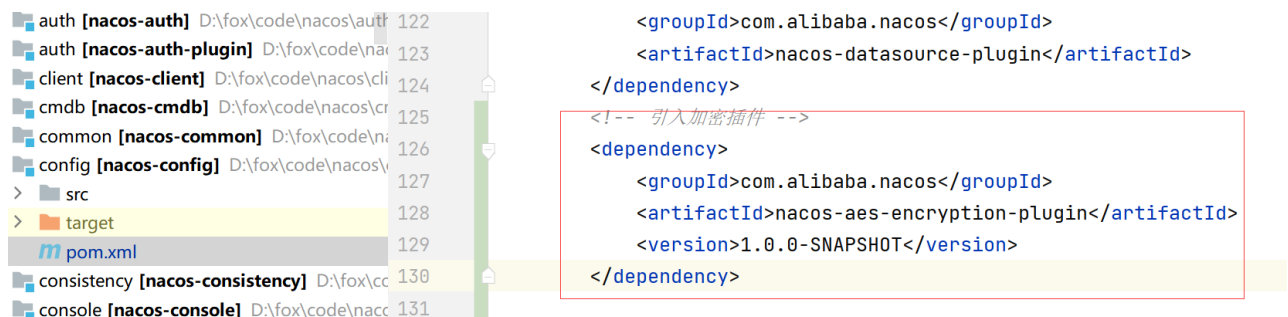 auth [nacos-auth] D:\fox\code\nacos\auth
auth [nacos-auth-plugin] D:\fox\code\nac
client [nacos-client] D:\fox\code\nacos\cli
cmdb [nacos-cmdb] D:\fox\code\nacos\cr
common [nacos-common] D:\fox\code\na
config [nacos-config] D:\fox\code\nacos\
src
target
m pom.xml
consistency [nacos-consistency] D:\fox\cc
console [nacos-console] D:\fox\code\nacc
122 <groupId>com.alibaba.nacos</groupId>
123 <artifactId>nacos-datasource-plugin</artifactId>
124 </dependency>
125 <!-- 引入加密插件 -->
126 <dependency>
127 <groupId>com.alibaba.nacos</groupId>
128 <artifactId>nacos-aes-encryption-plugin</artifactId>
129 <version>1.0.0-SNAPSHOT</version>
130 </dependency>
131